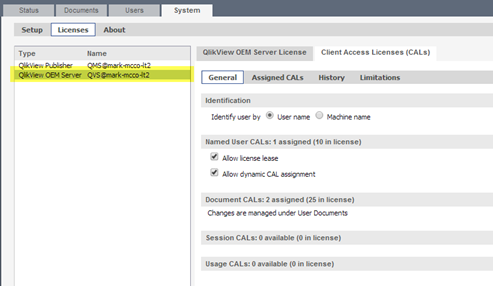 Status Documents Users System
Setup Licenses About
Type Name
QlikView Publisher QMS@mark-mcco-lt2
QlikView OEM Server QVS@mark-mcco-lt2
QlikView OEM Server License Client Access Licenses (CALs)
General Assigned CALs History Limitations
Identification
Identify user by User name Machine name
Named User CALs: 1 assigned (10 in license)
Allow license lease
Allow dynamic CAL assignment
Document CALs: 2 assigned (25 in license)
Changes are managed under User Documents
Session CALs: 0 available (0 in license)
Usage CALs: 0 available (0 in license)